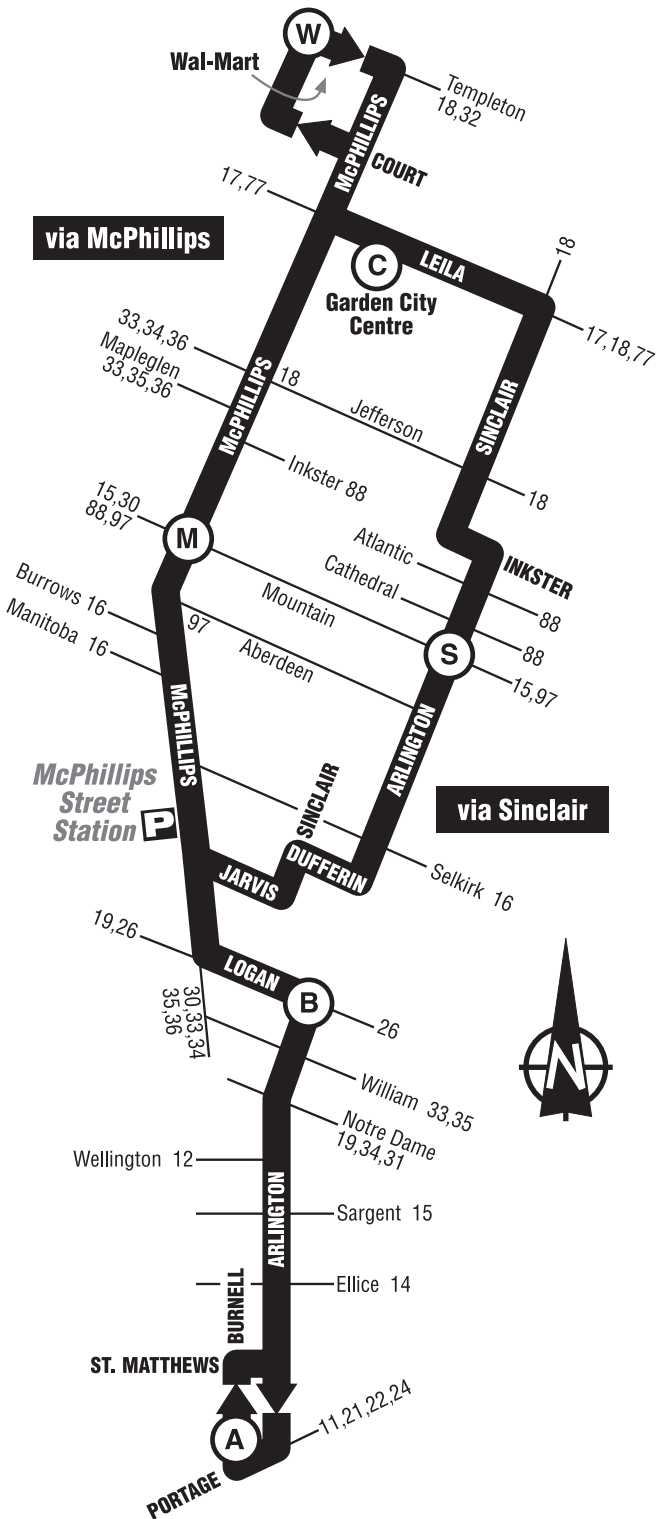 W
Wal-Mart
Templeton
18,32
McPHILLIPS
COURT
17,77
via McPhillips
C
LEILA
Garden City
Centre
18
17,18,77
33,34,36
Mapleglen
33,35,36
18
Jefferson
McPHILLIPS
SINCLAIR
Inkster 88
18
15,30
88,97
M
Atlantic
Cathedral
INKSTER
88
88
Mountain
Burrows 16
Manitoba 16
97
Aberdeen
S
15,97
McPHILLIPS
ARLINGTON
McPhillips
Street
Station
P
SINCLAIR
via Sinclair
JARVIS
DUFFERIN
Selkirk 16
19,26
LOGAN
B
26
30,33,34
35,36
William 33,35
Notre Dame
19,34,31
N
Wellington 12
ARLINGTON
Sargent 15
BURNELL
Ellice 14
ST. MATTHEWS
A
11,21,22,24
PORTAGE